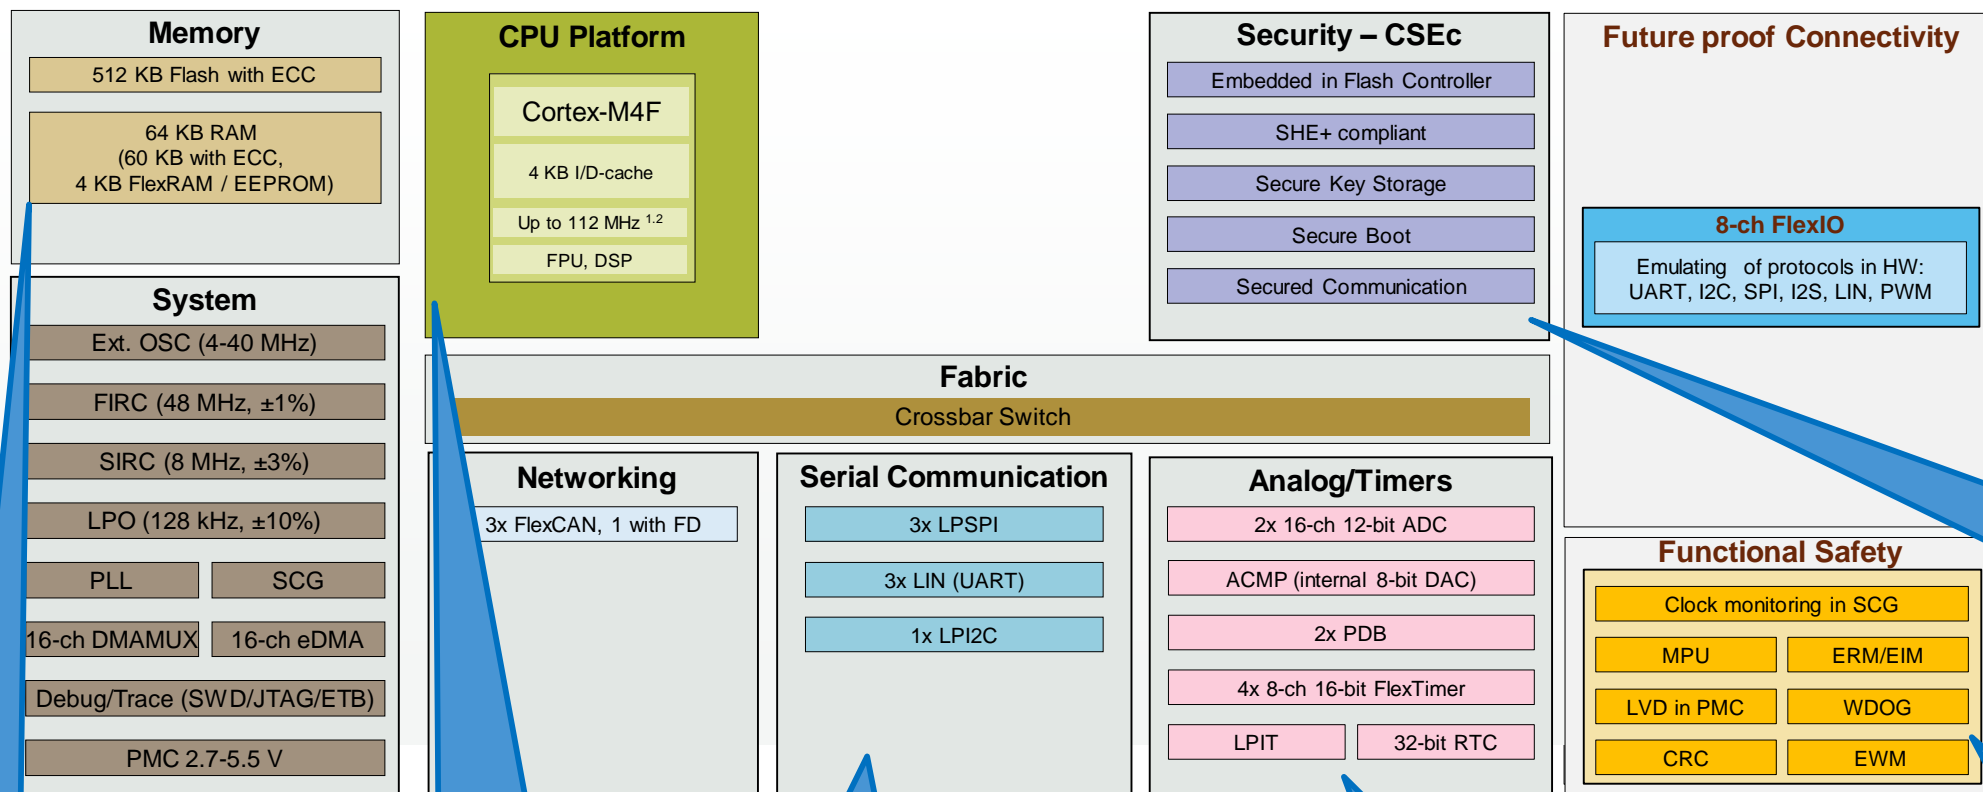 Memory
512 KB Flash with ECC
64 KB RAM
(60 KB with ECC,
4 KB FlexRAM / EEPROM)
System
Ext. OSC (4-40 MHz)
FIRC (48 MHz, ±1%)
SIRC (8 MHz, ±3%)
LPO (128 kHz, ±10%)
PLL
SCG
16-ch DMAMUX
16-ch eDMA
Debug/Trace (SWD/JTAG/ETB)
PMC 2.7-5.5 V
CPU Platform
Cortex-M4F
4 KB I/D-cache
Up to 112 MHz 1.2
FPU, DSP
Security – CSEc
Embedded in Flash Controller
SHE+ compliant
Secure Key Storage
Secure Boot
Secured Communication
Fabric
Crossbar Switch
Networking
3x FlexCAN, 1 with FD
Serial Communication
3x LPSPI
3x LIN (UART)
1x LPI2C
Analog/Timers
2x 16-ch 12-bit ADC
ACMP (internal 8-bit DAC)
2x PDB
4x 8-ch 16-bit FlexTimer
LPIT
32-bit RTC
Future proof Connectivity
8-ch FlexIO
Emulating of protocols in HW:
UART, I2C, SPI, I2S, LIN, PWM
Functional Safety
Clock monitoring in SCG
MPU
ERM/EIM
LVD in PMC
WDOG
CRC
EWM